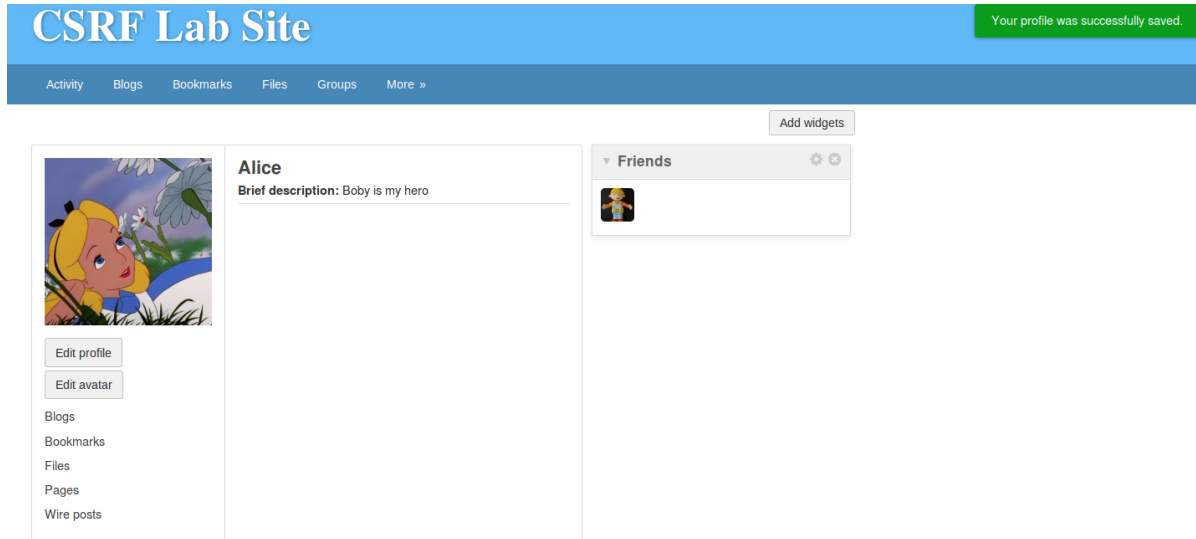 CSRF Lab Site
Your profile was successfully saved.
Activity Blogs Bookmarks Files Groups More »
Add widgets
Alice
Brief description: Boby is my hero
Friends
Edit profile
Edit avatar
Blogs
Bookmarks
Files
Pages
Wire posts